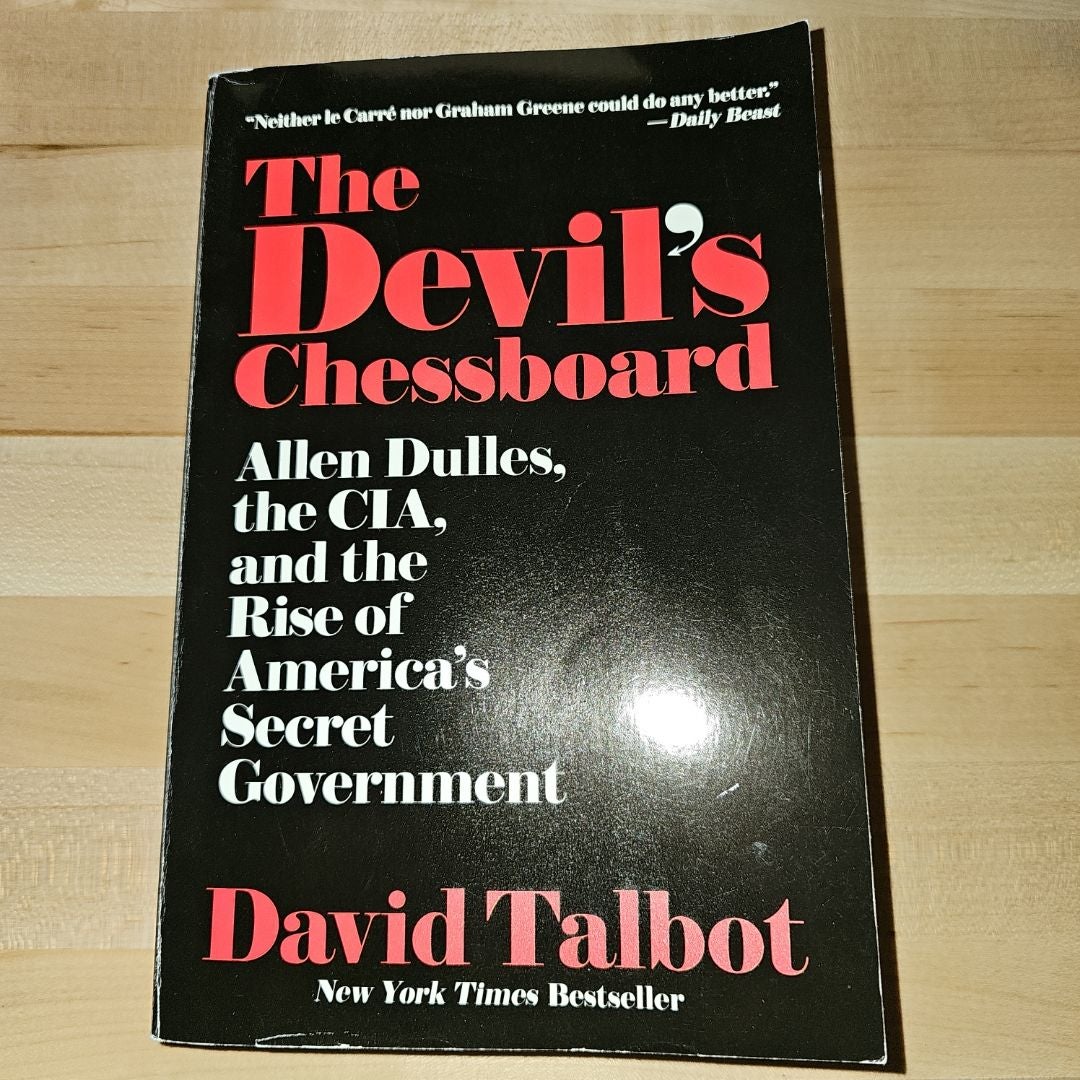 “Neither le Carré nor Graham Greene could do any better.”
—Daily Beast
The
Devil’s
Chessboard
Allen Dulles,
the CIA,
and the
Rise of
America’s
Secret
Government
David Talbot
New York Times Bestseller